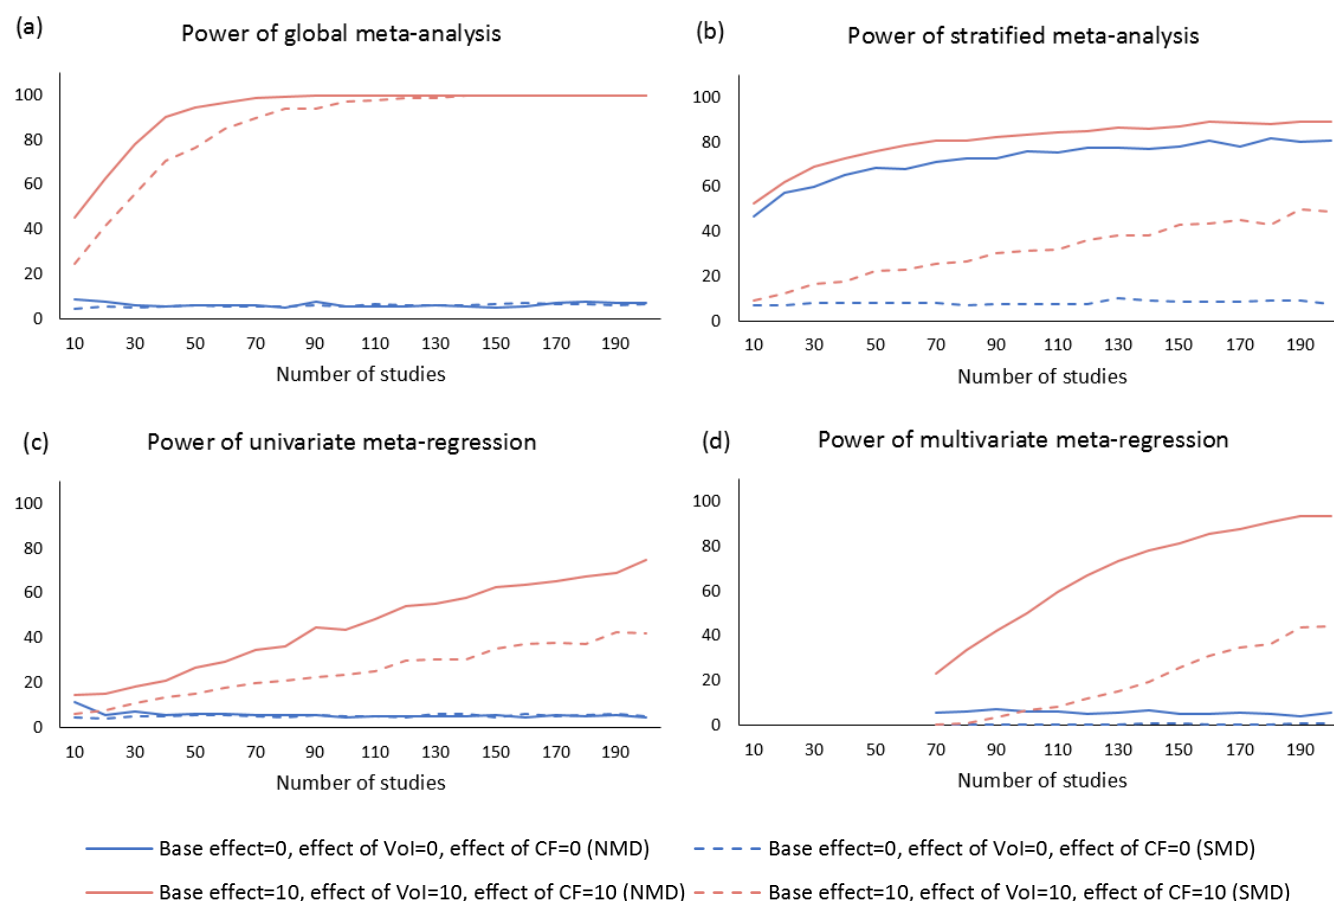 (a)
Power of global meta-analysis
100
80
60
40
20
0
10 30 50 70 90 110 130 150 170 190
Number of studies
(b)
Power of stratified meta-analysis
100
80
60
40
20
0
10 30 50 70 90 110 130 150 170 190
Number of studies
(c)
Power of univariate meta-regression
100
80
60
40
20
0
10 30 50 70 90 110 130 150 170 190
Number of studies
(d)
Power of multivariate meta-regression
100
80
60
40
20
0
10 30 50 70 90 110 130 150 170 190
Number of studies
Base effect=0, effect of VoI=0, effect of CF=0 (NMD)
Base effect=0, effect of VoI=0, effect of CF=0 (SMD)
Base effect=10, effect of VoI=10, effect of CF=10 (NMD)
Base effect=10, effect of VoI=10, effect of CF=10 (SMD)